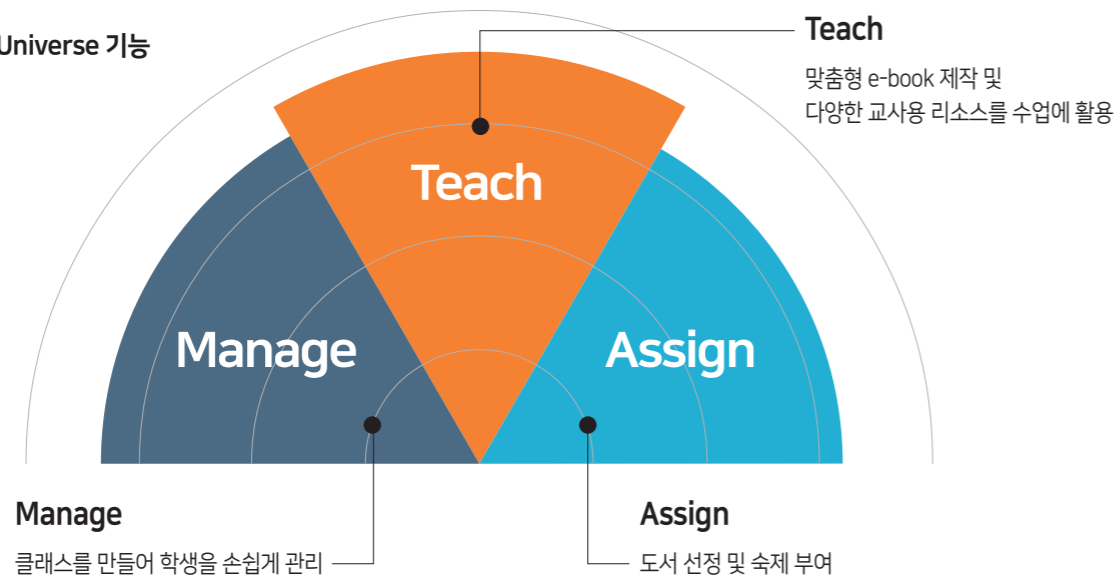 Universe 기능
Teach
맞춤형 e-book 제작 및
다양한 교사용 리소스를 수업에 활용
Teach
Manage
Assign
Manage
클래스를 만들어 학생을 손쉽게 관리
Assign
도서 선정 및 숙제 부여